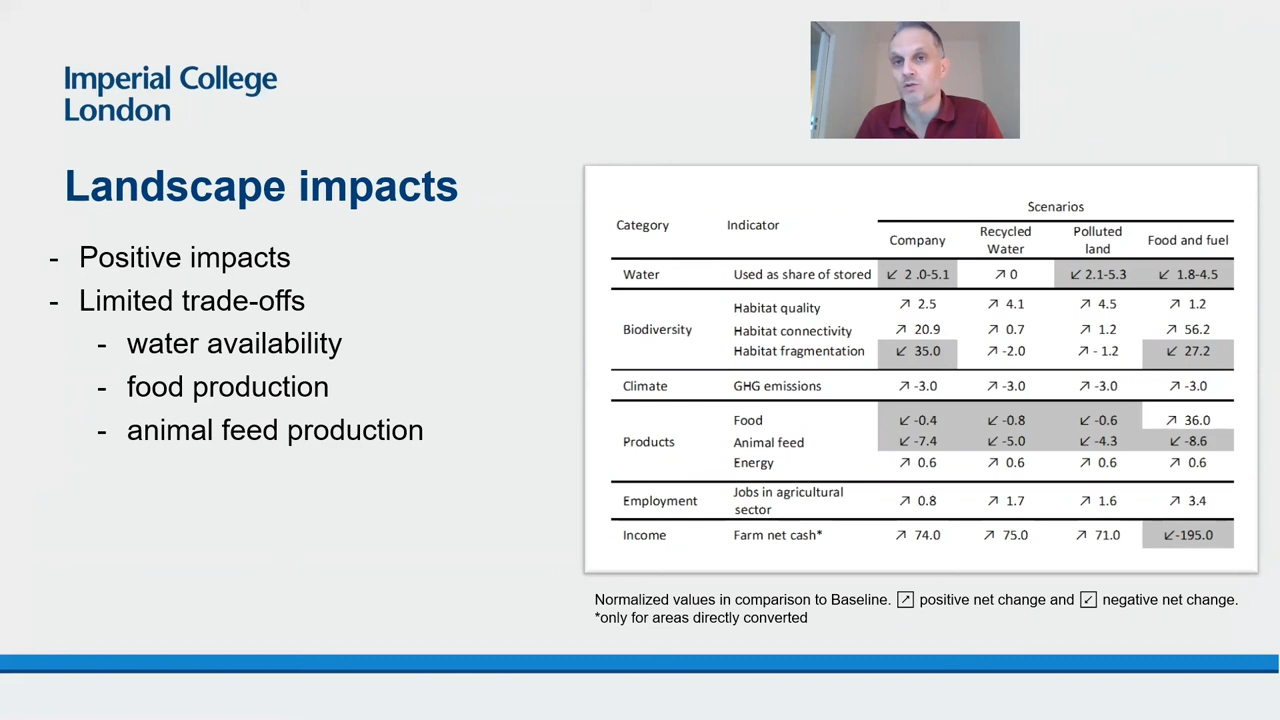 Imperial College
London
Landscape impacts
- Positive impacts
- Limited trade-offs
- water availability
- food production
- animal feed production
Scenarios
Category Indicator Company Recycled Water Polluted land Food and fuel
Water Used as share of stored ↙ 2 .0-5.1 ↗ 0 ↙ 2.1-5.3 ↙ 1.8-4.5
Biodiversity Habitat quality ↗ 2.5 ↗ 4.1 ↗ 4.5 ↗ 1.2
Habitat connectivity ↗ 20.9 ↗ 0.7 ↗ 1.2 ↗ 56.2
Habitat fragmentation ↙ 35.0 ↗ -2.0 ↗ - 1.2 ↙ 27.2
Climate GHG emissions ↗ -3.0 ↗ -3.0 ↗ -3.0 ↗ -3.0
Products Food ↙ -0.4 ↙ -0.8 ↙ -0.6 ↗ 36.0
Animal feed ↙ -7.4 ↙ -5.0 ↙ -4.3 ↙ -8.6
Energy ↗ 0.6 ↗ 0.6 ↗ 0.6 ↗ 0.6
Employment Jobs in agricultural sector ↗ 0.8 ↗ 1.7 ↗ 1.6 ↗ 3.4
Income Farm net cash* ↗ 74.0 ↗ 75.0 ↗ 71.0 ↙ -195.0
Normalized values in comparison to Baseline. ↗ positive net change and ↙ negative net change.
*only for areas directly converted